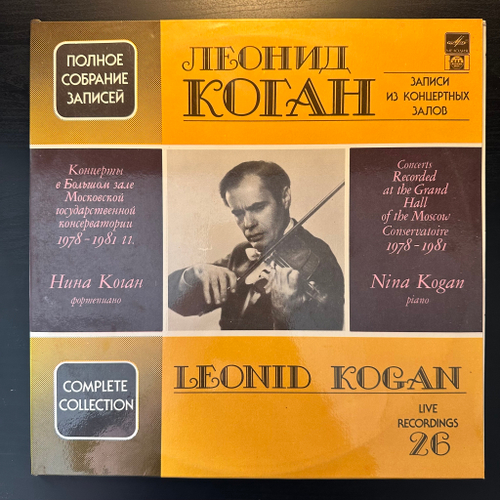 ПОЛНОЕ
СОБРАНИЕ
ЗАПИСЕЙ
ЛЕОНИД
КОГАН
ЗАПИСИ
ИЗ КОНЦЕРТНЫХ
ЗАЛОВ
Концерты
в Большом зале
Московской
государственной
консерватории
1978-1981 гг.
Нина Коган
фортепиано
Concerts
Recorded
at the Grand
Hall
of the Moscow
Conservatoire
1978-1981
Nina Kogan
piano
COMPLETE
COLLECTION
LEONID KOGAN
LIVE
RECORDINGS
26